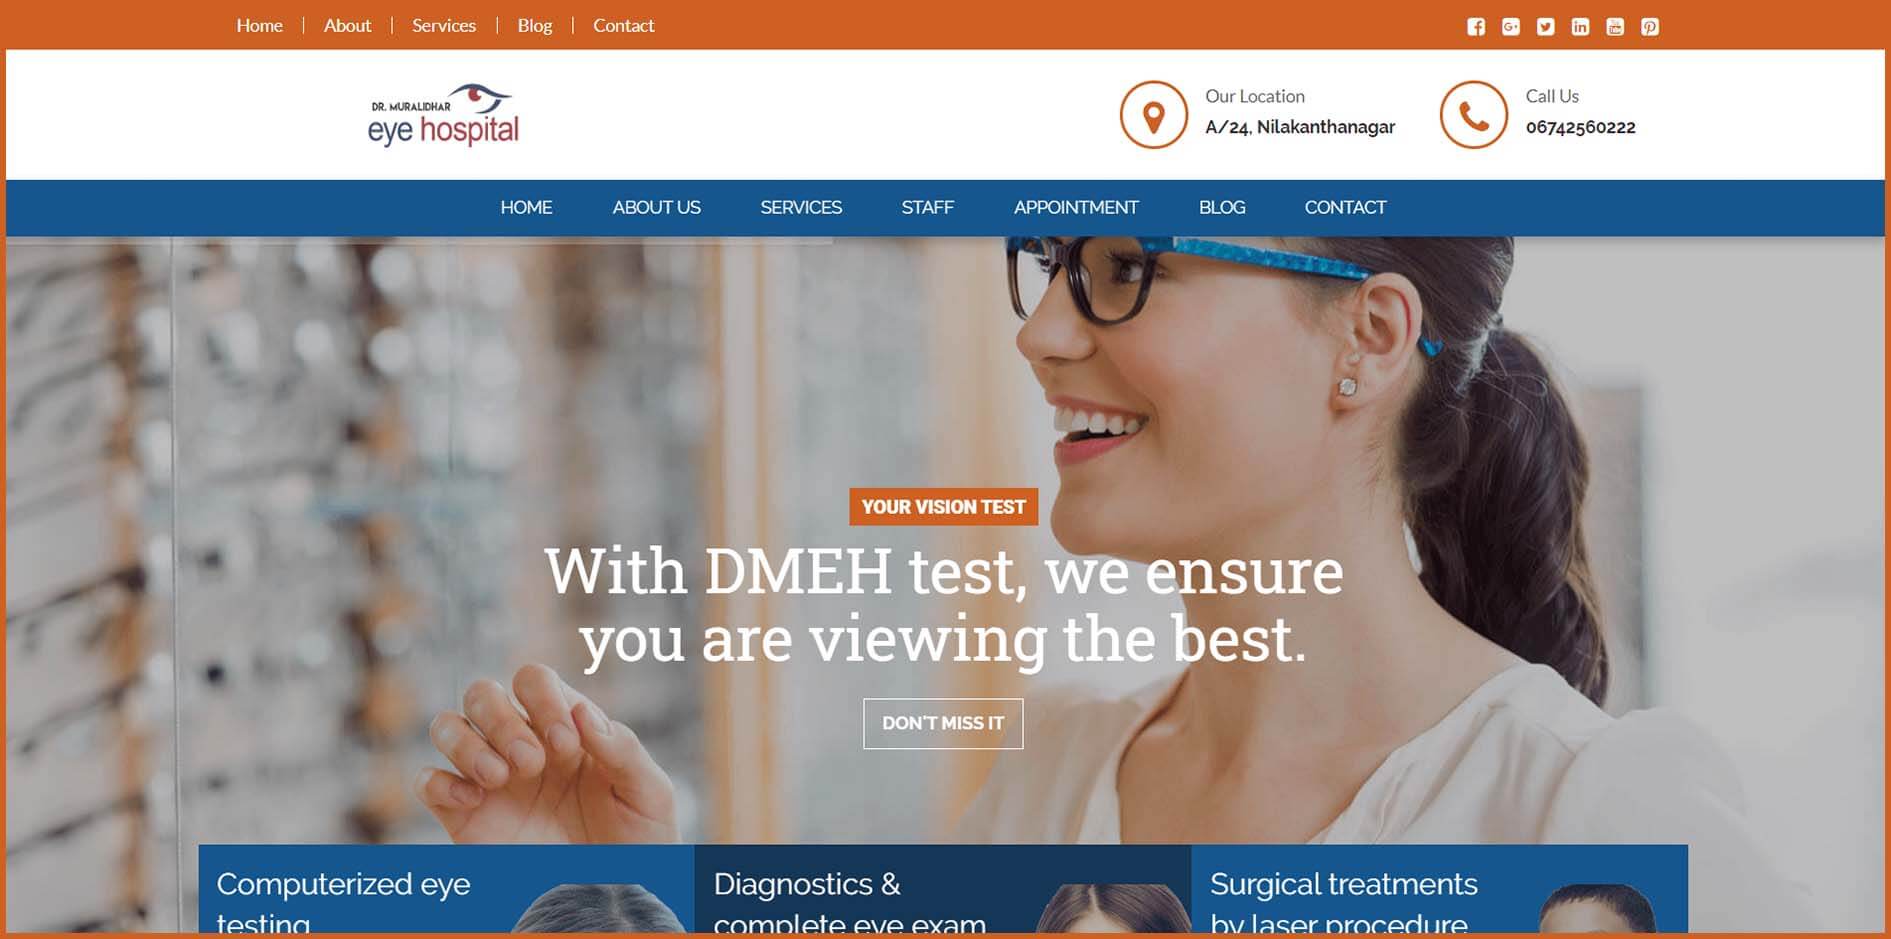 Home
About
Services
Blog
Contact
DR. MURALIDHAR
eye hospital
Our Location
A/24, Nilakanthanagar
Call Us
06742560222
HOME
ABOUT US
SERVICES
STAFF
APPOINTMENT
BLOG
CONTACT
YOUR VISION TEST
With DMEH test, we ensure
you are viewing the best.
DON'T MISS IT
Computerized eye
testing
Diagnostics &
complete eye exam
Surgical treatments
by laser procedure